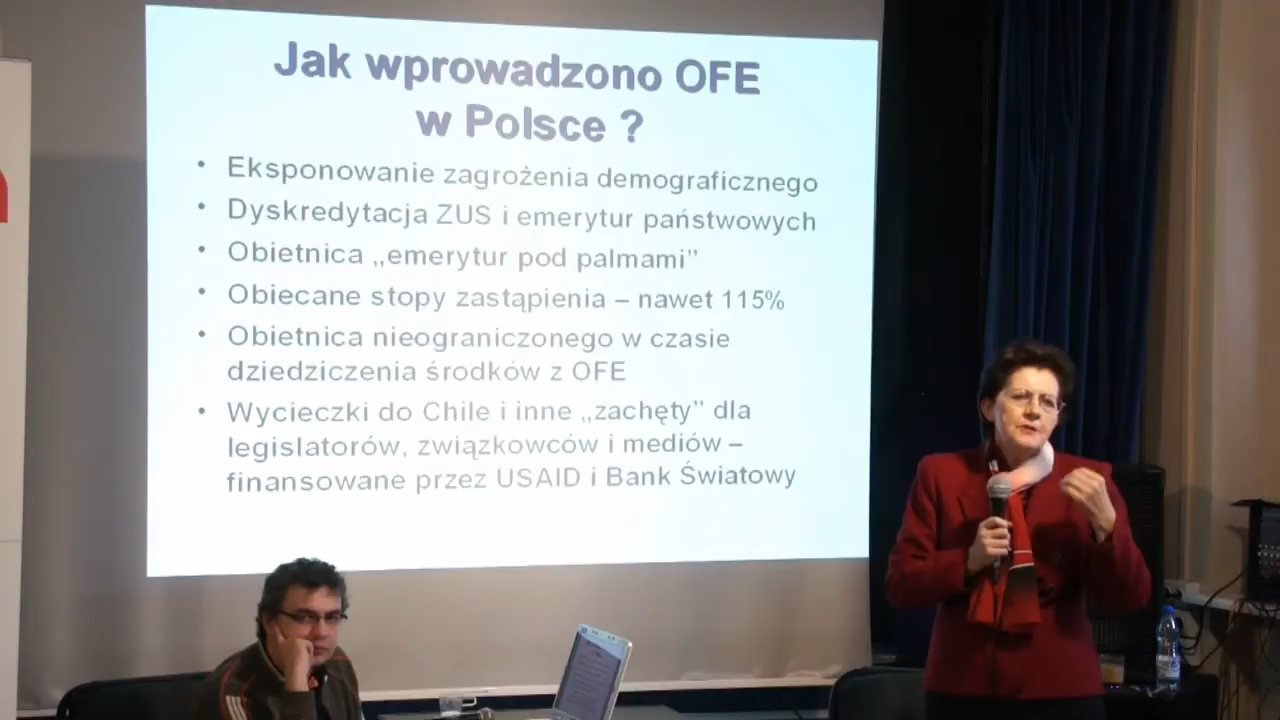 Jak wprowadzono OFE
w Polsce ?
• Eksponowanie zagrożenia demograficznego
• Dyskredytacja ZUS i emerytur państwowych
• Obietnica „emerytur pod palmami”
• Obiecane stopy zastąpienia – nawet 115%
• Obietnica nieograniczonego w czasie
dziedziczenia środków z OFE
• Wycieczki do Chile i inne „zachęty” dla
legislatorów, związkowców i mediów –
finansowane przez USAID i Bank Światowy